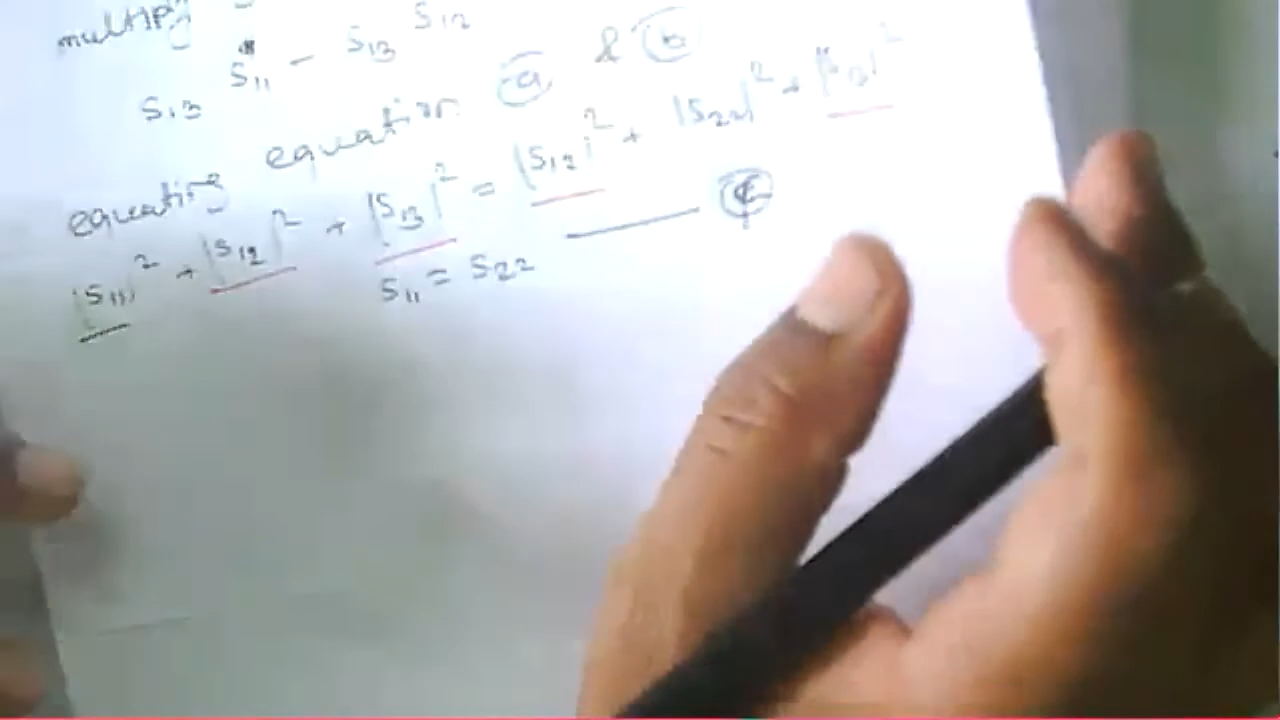 multiply
S13 S11 - S13 S12
equating equation (a) & (b)
|S11|² + |S12|² + |S13|² = |S12|² + |S22|² + |S13|²
S11 = S22 ——— (c)